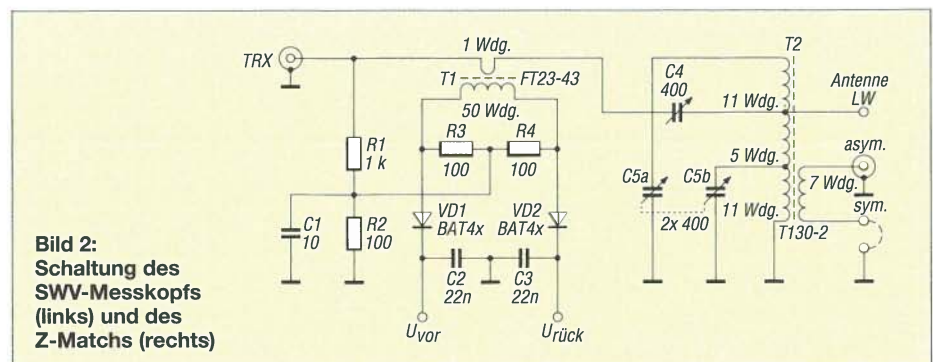 TRX
1 Wdg.
T1
FT23-43
50 Wdg.
R1
1 k
R3
100
R4
100
C1
10
R2
100
VD1
BAT4x
VD2
BAT4x
C2
22n
C3
22n
Uvor
Urück
T2
C4
400
11 Wdg.
Antenne
LW
5 Wdg.
C5a
C5b
2x 400
11 Wdg.
7 Wdg.
asym.
sym.
T130-2
Bild 2:
Schaltung des
SWV-Messkopfs
(links) und des
Z-Matchs (rechts)